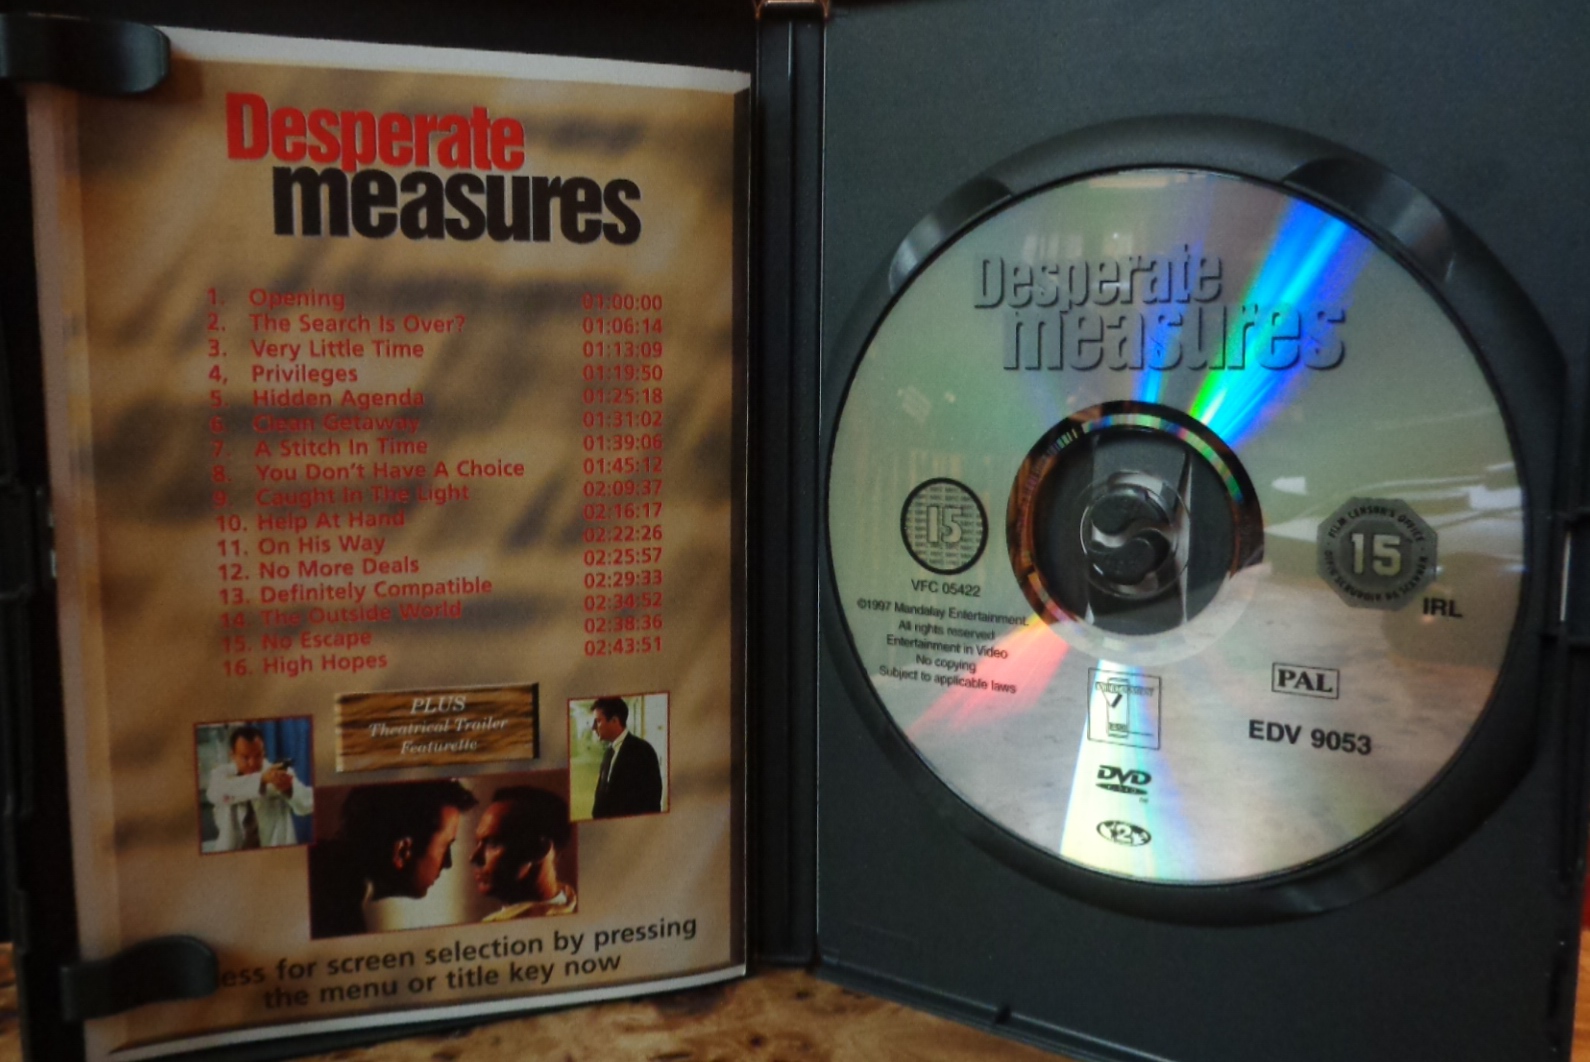 Desperate
measures
1. Opening 01:00:00
2. The Search Is Over? 01:06:14
3. Very Little Time 01:13:09
4, Privileges 01:19:50
5. Hidden Agenda 01:25:18
6. Clean Getaway 01:31:02
7. A Stitch In Time 01:39:06
8. You Don't Have A Choice 01:45:12
9. Caught In The Light 02:09:37
10. Help At Hand 02:16:17
11. On His Way 02:22:26
12. No More Deals 02:25:57
13. Definitely Compatible 02:29:33
14. The Outside World 02:34:52
15. No Escape 02:38:36
16. High Hopes 02:43:51
PLUS
Theatrical Trailer
Featurette
for screen selection by pressing
the menu or title key now
Desperate
measures
15
VFC 05422
©1997 Mandalay Entertainment.
All rights reserved
Entertainment in Video
No copying
Subject to applicable laws
FILM CENSOR'S OFFICE
15
IRL
PAL
EDV 9053
DVD
2